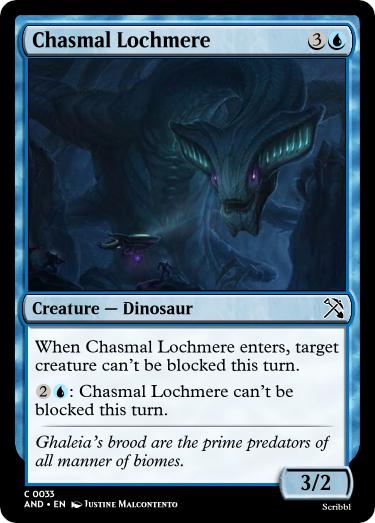 Chasmal Lochmere 3
Creature — Dinosaur
When Chasmal Lochmere enters, target
creature can't be blocked this turn.
2 : Chasmal Lochmere can't be
blocked this turn.
Ghaleia's brood are the prime predators of
all manner of biomes.
3/2
C 0033
AND • EN Justine Malcontento
Scribbl